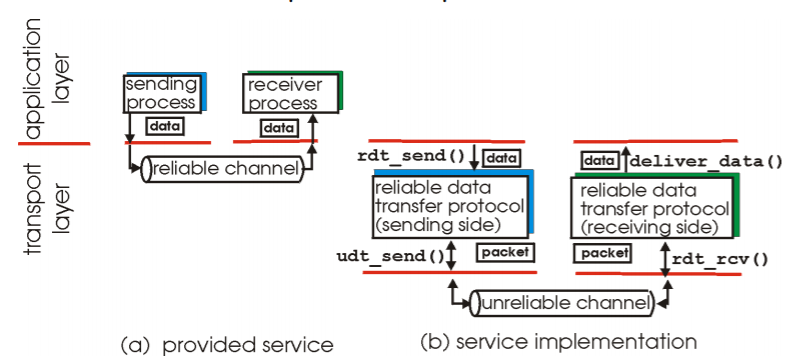 application
layer
transport
layer
sending
process
data
receiver
process
data
reliable channel
(a) provided service
rdt_send()
data
reliable data
transfer protocol
(sending side)
udt_send()
packet
data
deliver_data()
reliable data
transfer protocol
(receiving side)
packet
rdt_rcv()
unreliable channel
(b) service implementation